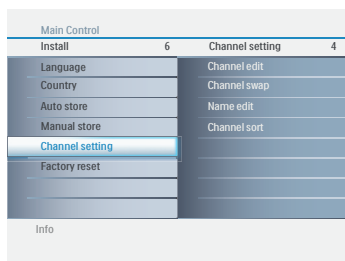 Main Control
Install 6 Channel setting 4
Language Channel edit
Country Channel swap
Auto store Name edit
Manual store Channel sort
Channel setting
Factory reset
Info